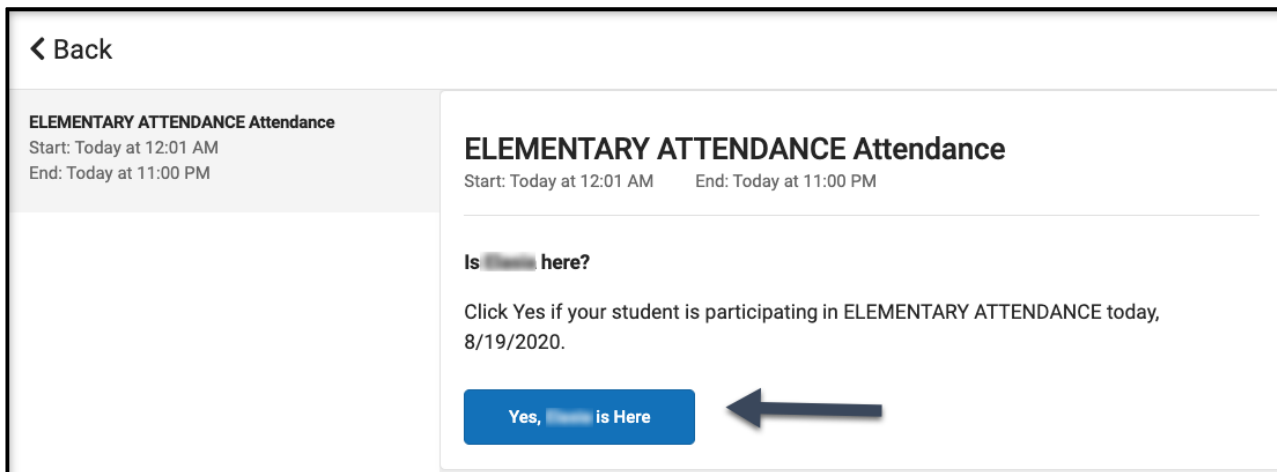 Back
ELEMENTARY ATTENDANCE Attendance
Start: Today at 12:01 AM
End: Today at 11:00 PM
ELEMENTARY ATTENDANCE Attendance
Start: Today at 12:01 AM End: Today at 11:00 PM
Is here?
Click Yes if your student is participating in ELEMENTARY ATTENDANCE today,
8/19/2020.
Yes, is Here